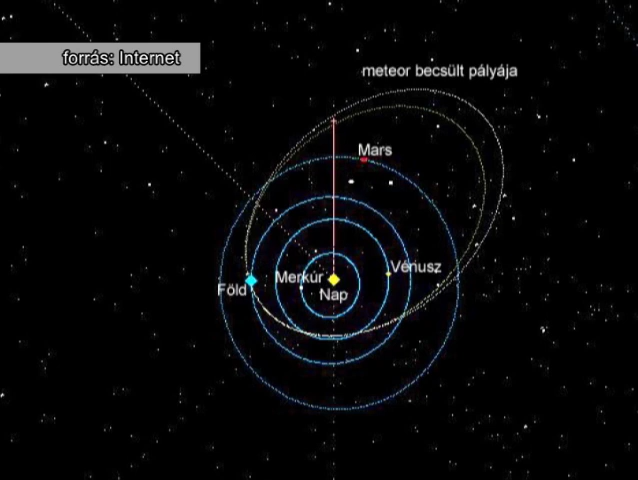 forrás: Internet
meteor becsült pályája
Mars
Merkúr
Vénusz
Föld
Nap